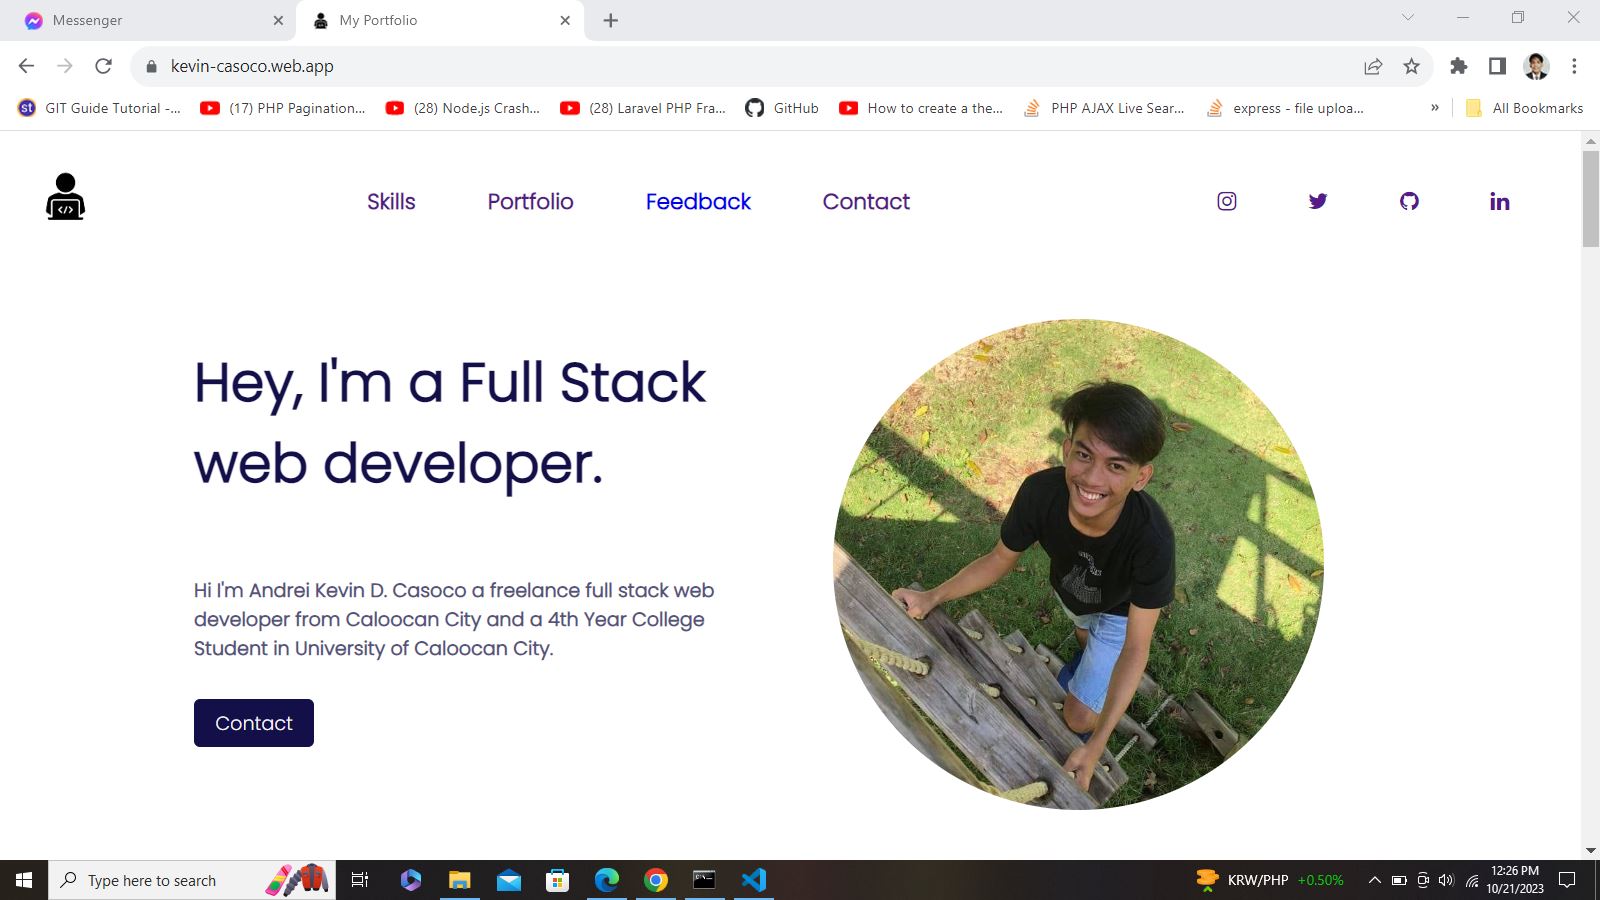 Messenger
My Portfolio
kevin-casoco.web.app
st GIT Guide Tutorial -... (17) PHP Pagination... (28) Node.js Crash... (28) Laravel PHP Fra... GitHub How to create a the... PHP AJAX Live Sear... express - file uploa... » All Bookmarks
</> Skills Portfolio Feedback Contact in
Hey, I'm a Full Stack
web developer.
Hi I'm Andrei Kevin D. Casoco a freelance full stack web
developer from Caloocan City and a 4th Year College
Student in University of Caloocan City.
Contact
Type here to search
KRW/PHP +0.50%
12:26 PM
10/21/2023